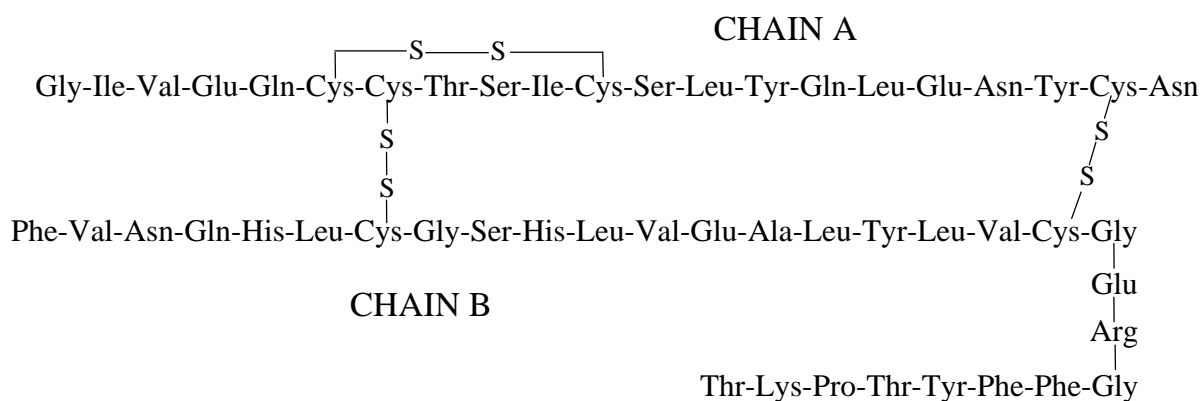 CHAIN A
S S
Gly-Ile-Val-Glu-Gln-Cys-Cys-Thr-Ser-Ile-Cys-Ser-Leu-Tyr-Gln-Leu-Glu-Asn-Tyr-Cys-Asn
S S
S S
Phe-Val-Asn-Gln-His-Leu-Cys-Gly-Ser-His-Leu-Val-Glu-Ala-Leu-Tyr-Leu-Val-Cys-Gly
Glu
CHAIN B
Arg
Thr-Lys-Pro-Thr-Tyr-Phe-Phe-Gly